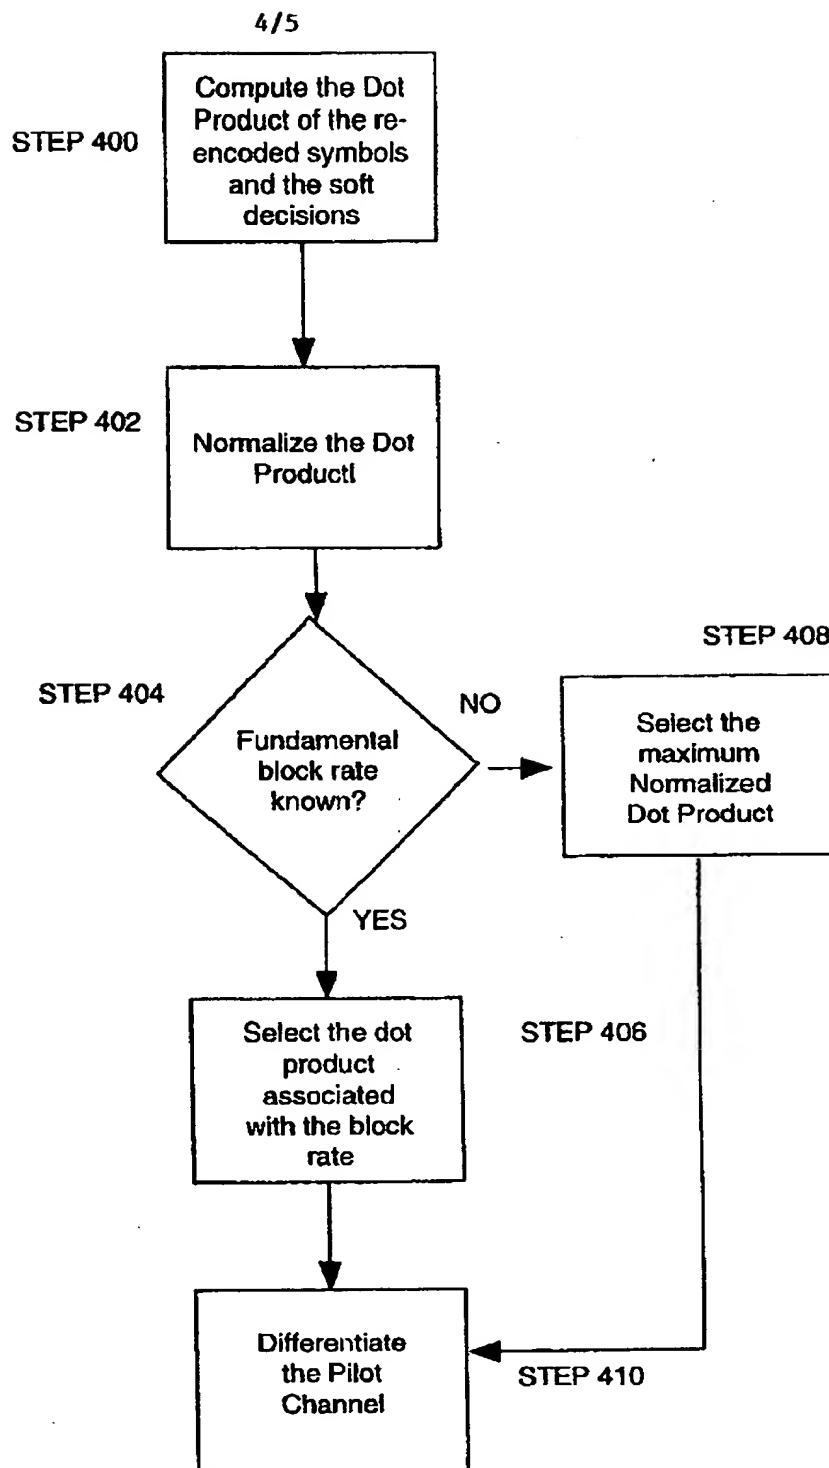 4/5
STEP 400
Compute the Dot
Product of the re-
encoded symbols
and the soft
decisions
STEP 402
Normalize the Dot
Productl
STEP 404
Fundamental
block rate
known?
NO
STEP 408
Select the
maximum
Normalized
Dot Product
YES
STEP 406
Select the dot
product
associated
with the block
rate
Differentiate
the Pilot
Channel
STEP 410